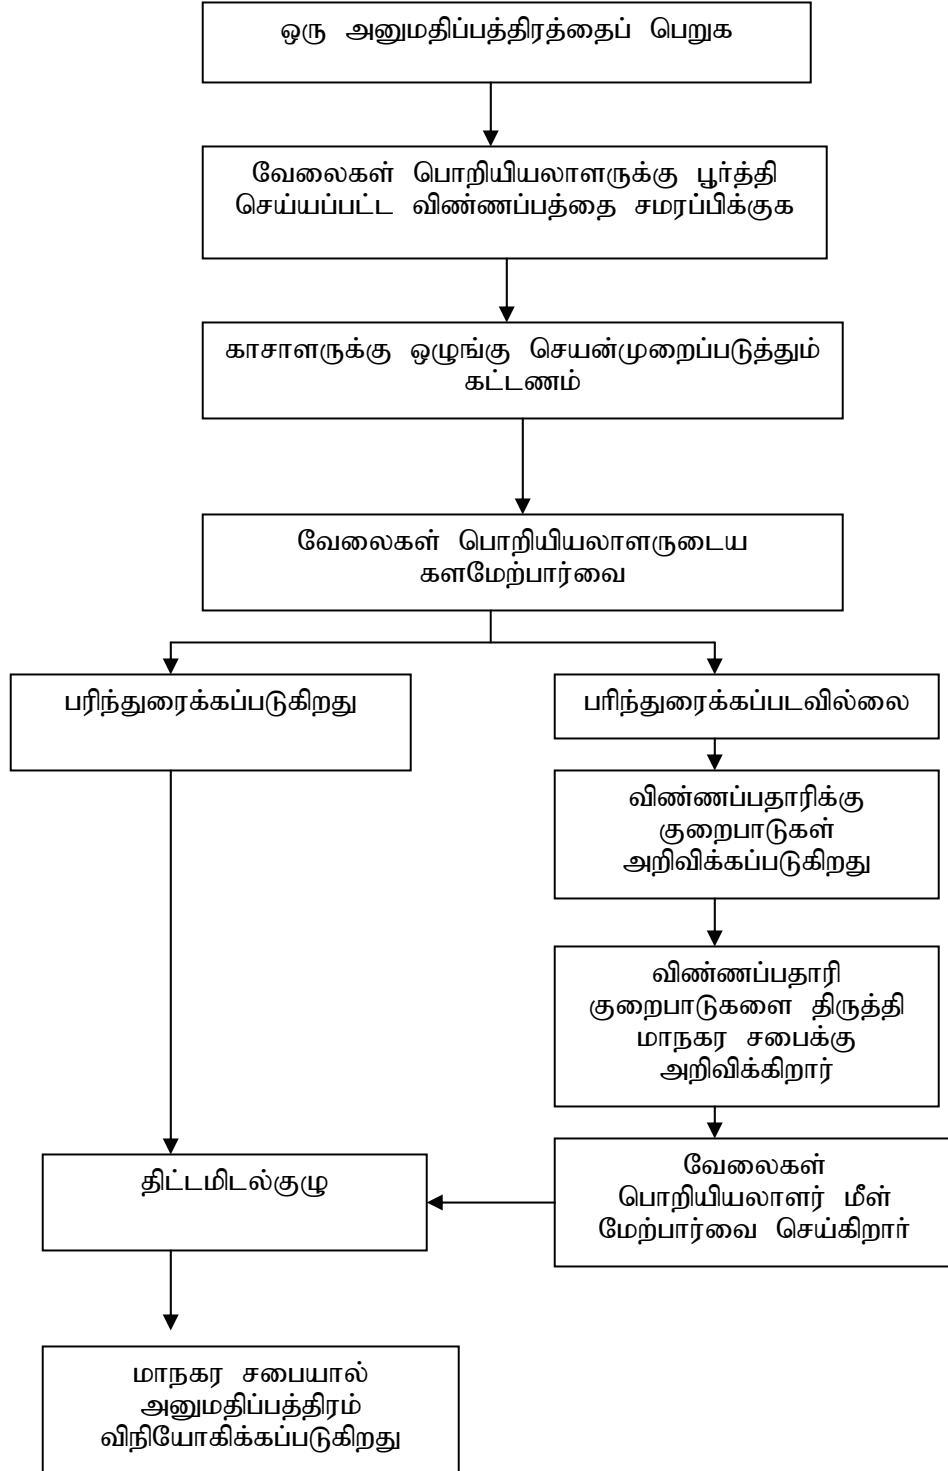 ஒரு அனுமதிப்பத்திரத்தைப் பெறுக
வேலைகள் பொறியியலாளருக்கு பூர்த்தி
செய்யப்பட்ட விண்ணப்பத்தை சமரப்பிக்குக
காசாளருக்கு ஒழுங்கு செயன்முறைப்படுத்தும்
கட்டணம்
வேலைகள் பொறியியலாளருடைய
களமேற்பார்வை
பரிந்துரைக்கப்படுகிறது
பரிந்துரைக்கப்படவில்லை
விண்ணப்பதாரிக்கு
குறைபாடுகள்
அறிவிக்கப்படுகிறது
விண்ணப்பதாரி
குறைபாடுகளை திருத்தி
மாநகர சபைக்கு
அறிவிக்கிறார்
வேலைகள்
பொறியியலாளர் மீள்
மேற்பார்வை செய்கிறார்
திட்டமிடல்குழு
மாநகர சபையால்
அனுமதிப்பத்திரம்
விநியோகிக்கப்படுகிறது